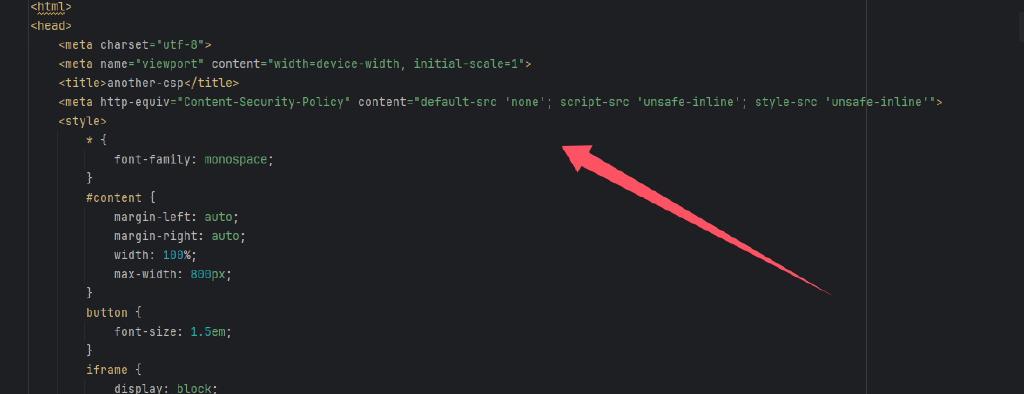 <html>
<head>
<meta charset="utf-8">
<meta name="viewport" content="width=device-width, initial-scale=1">
<title>another-csp</title>
<meta http-equiv="Content-Security-Policy" content="default-src 'none'; script-src 'unsafe-inline'; style-src 'unsafe-inline'">
<style>
* {
font-family: monospace;
}
#content {
margin-left: auto;
margin-right: auto;
width: 100%;
max-width: 800px;
}
button {
font-size: 1.5em;
}
iframe {
display: block;